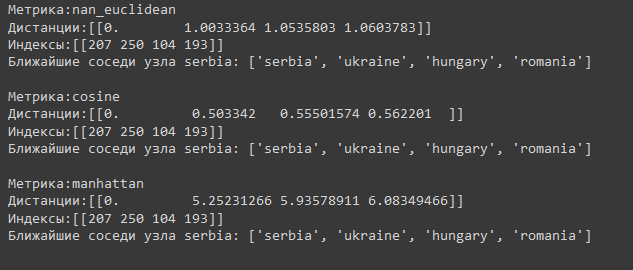 Метрика:nan_euclidean
Дистанции:[[0.        1.0033364 1.0535803 1.0603783]]
Индексы:[[207 250 104 193]]
Ближайшие соседи узла serbia: ['serbia', 'ukraine', 'hungary', 'romania']
Метрика:cosine
Дистанции:[[0.         0.503342   0.55501574 0.562201  ]]
Индексы:[[207 250 104 193]]
Ближайшие соседи узла serbia: ['serbia', 'ukraine', 'hungary', 'romania']
Метрика:manhattan
Дистанции:[[0.         5.25231266 5.93578911 6.08349466]]
Индексы:[[207 250 104 193]]
Ближайшие соседи узла serbia: ['serbia', 'ukraine', 'hungary', 'romania']